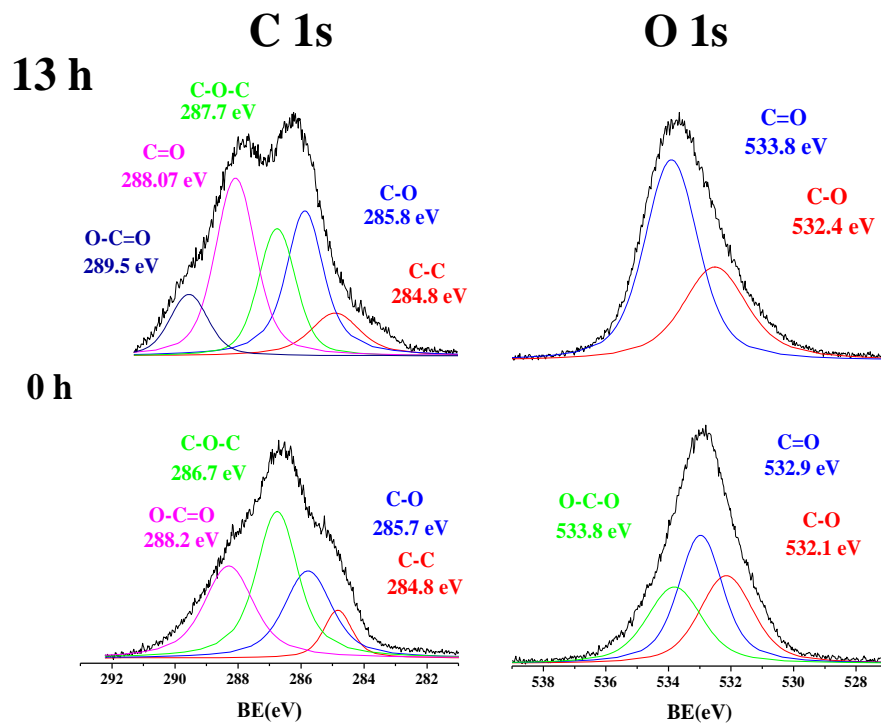 C 1s
O 1s
13 h
C-O-C
287.7 eV
C=O
288.07 eV
O-C=O
289.5 eV
C-O
285.8 eV
C-C
284.8 eV
C=O
533.8 eV
C-O
532.4 eV
0 h
C-O-C
286.7 eV
O-C=O
288.2 eV
C-O
285.7 eV
C-C
284.8 eV
C=O
532.9 eV
O-C-O
533.8 eV
C-O
532.1 eV
292 290 288 286 284 282
BE(eV)
538 536 534 532 530 528
BE(eV)